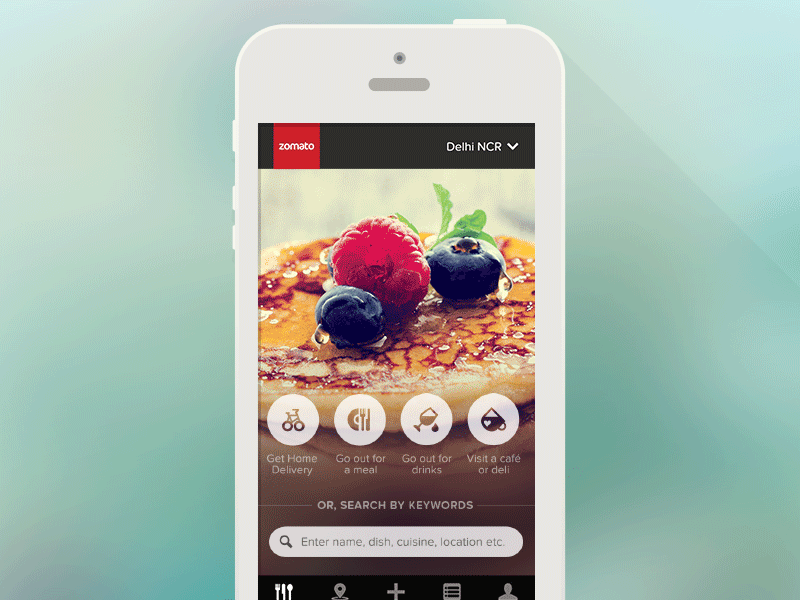 zomato
Delhi NCR
Get Home
Delivery
Go out for
a meal
Go out for
drinks
Visit a café
or deli
OR, SEARCH BY KEYWORDS
Enter name, dish, cuisine, location etc.